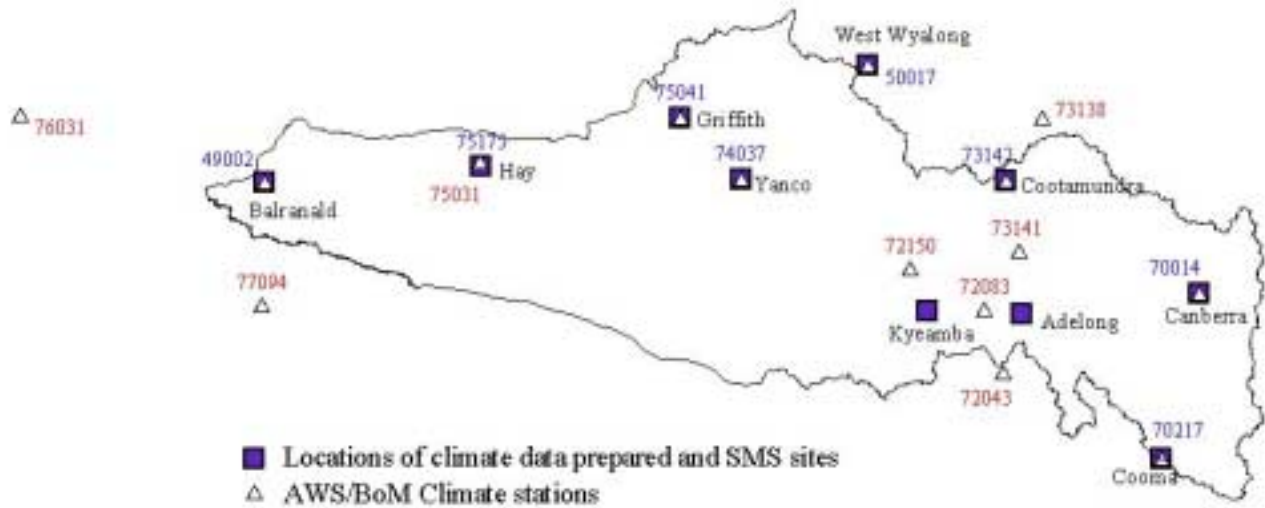 West Wyalong
50017
75041
Griffith
73138
76031
49002
Balranald
75175
Hay
75031
74037
Yanco
73142
Cootamundra
73141
72150
77094
72083
70014
Canberra
Kyeamba
Adelong
72043
70217
Cooma
Locations of climate data prepared and SMS sites
AWS/BoM Climate stations